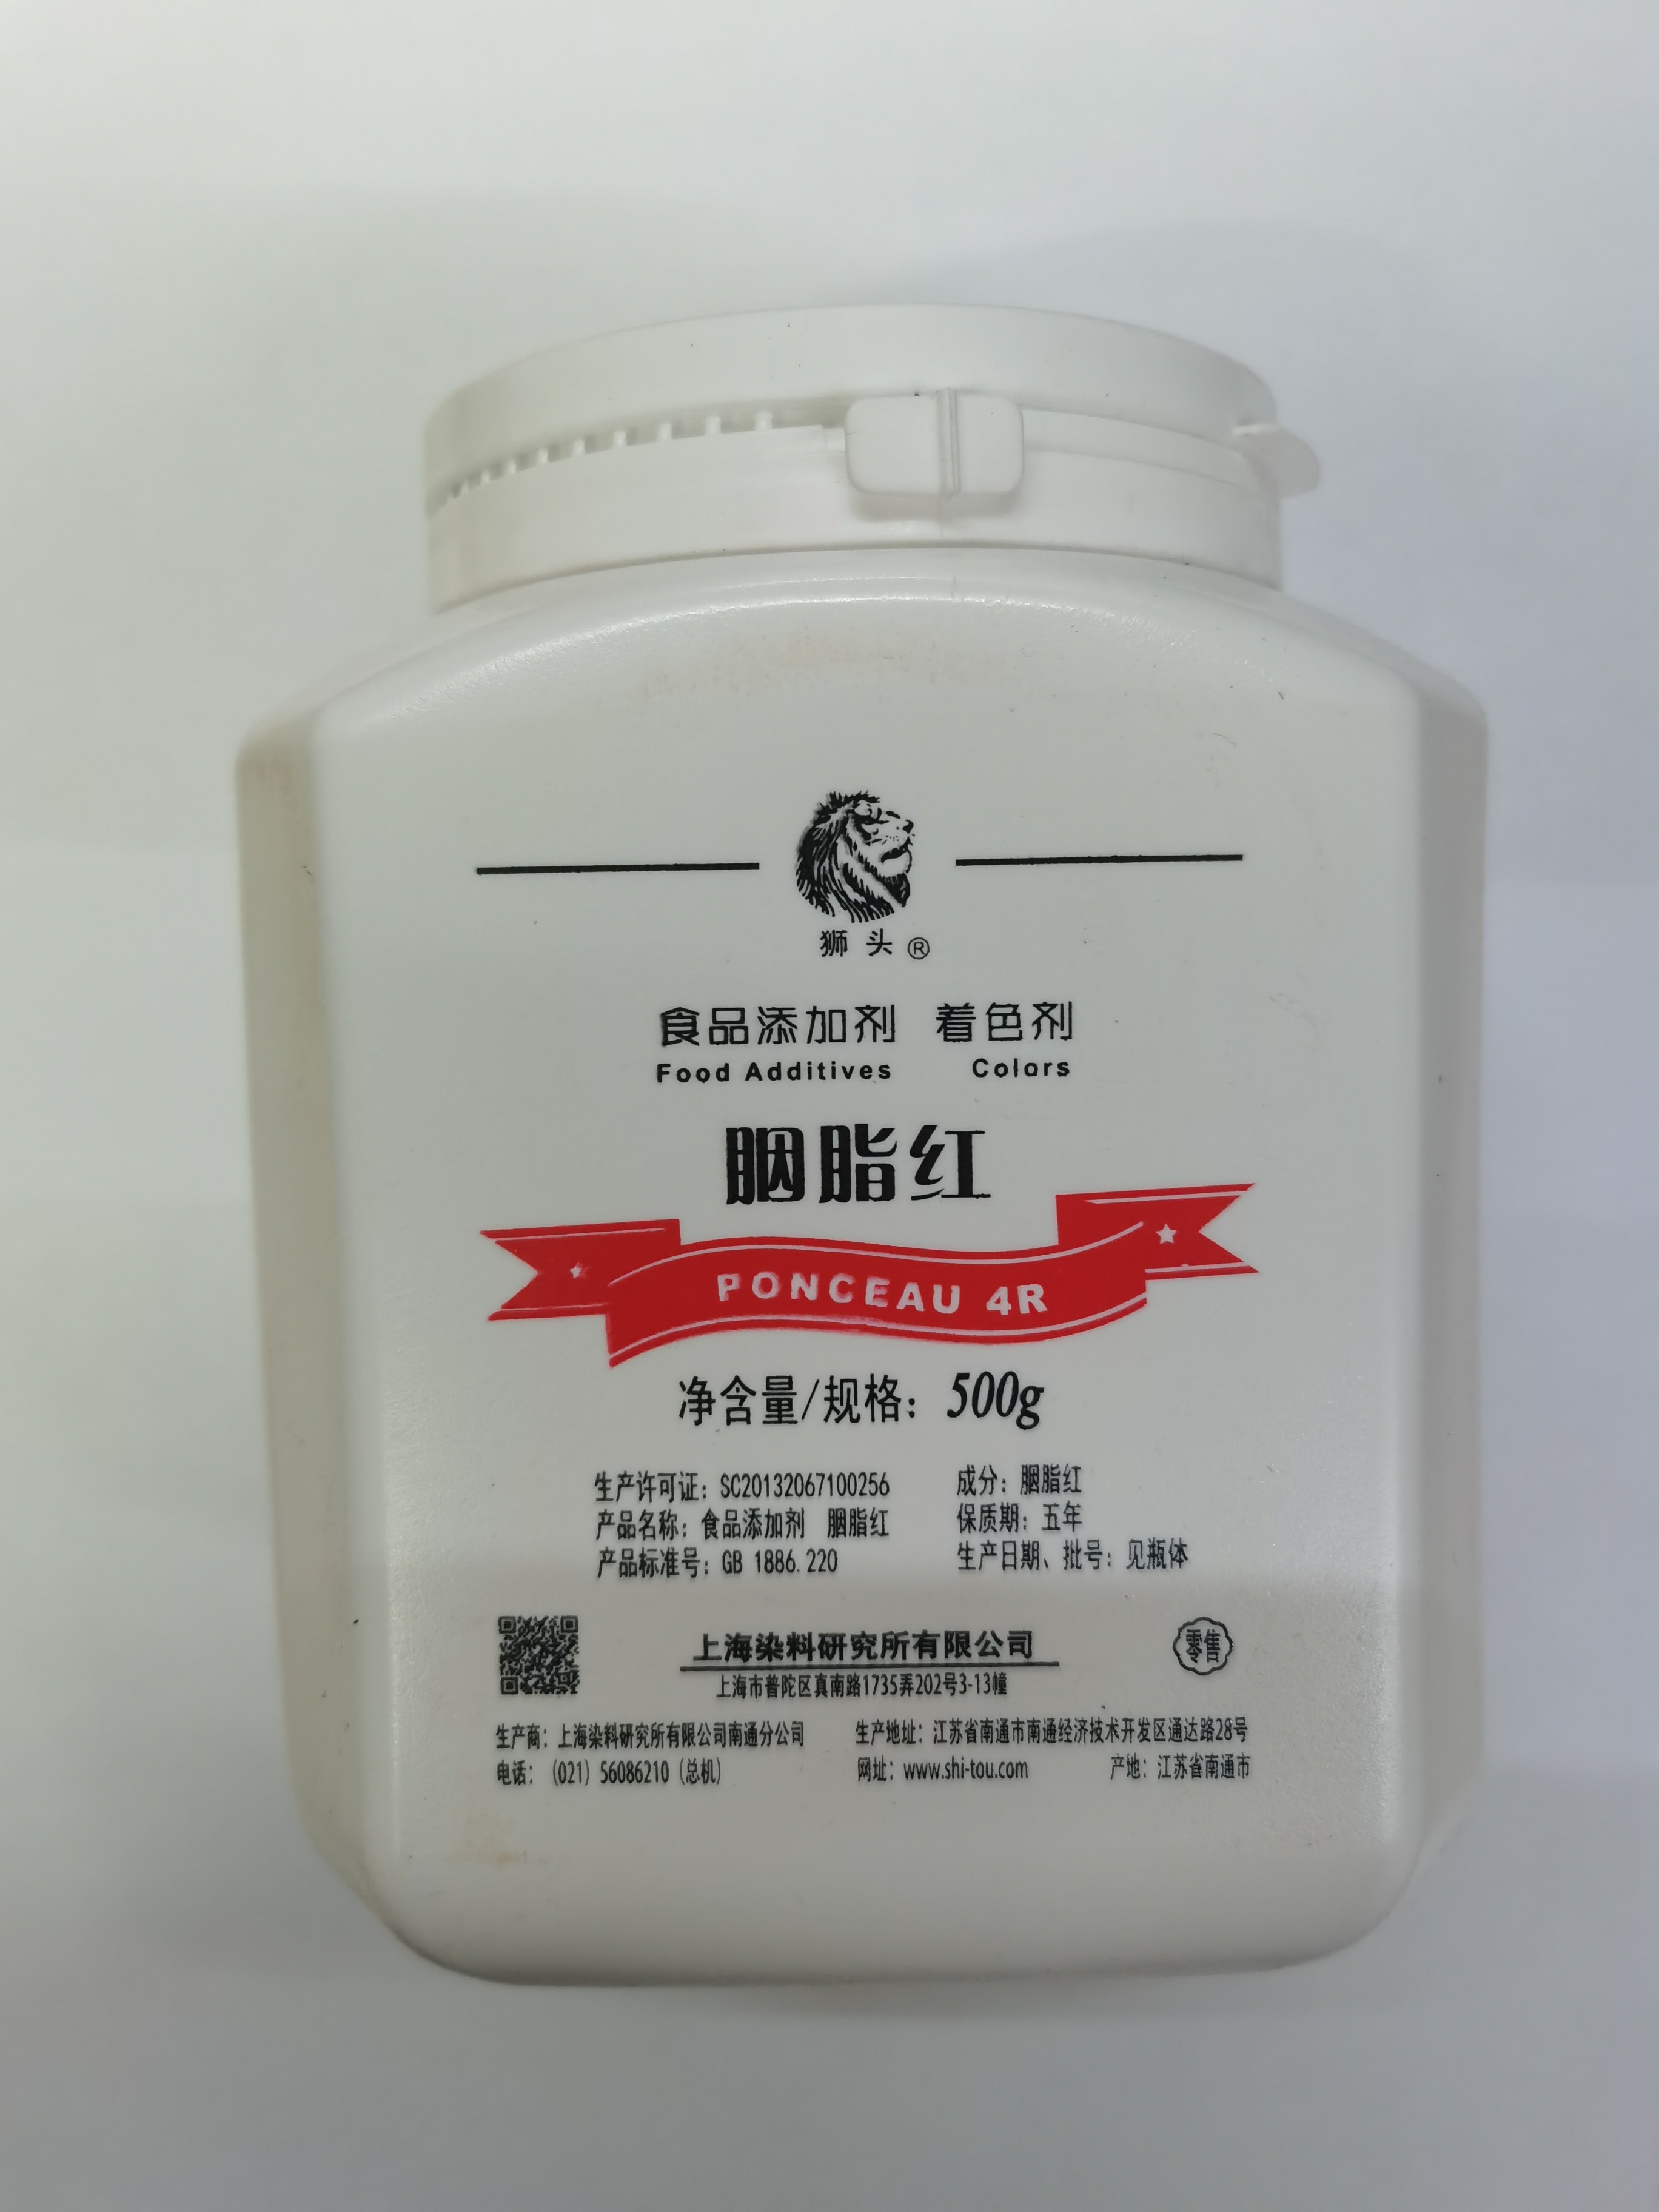 狮头®
食品添加剂 着色剂
Food Additives Colors
胭脂红
PONCEAU 4R
净含量/规格：500g
生产许可证：SC20132067100256
产品名称：食品添加剂 胭脂红
产品标准号：GB 1886.220
成分：胭脂红
保质期：五年
生产日期、批号：见瓶体
上海染料研究所有限公司
零售
上海市普陀区真南路1735弄202号3-13幢
生产商：上海染料研究所有限公司南通分公司
生产地址：江苏省南通市南通经济技术开发区通达路28号
电话：（021）56086210（总机）
网址：www.shi-tou.com
产地：江苏省南通市